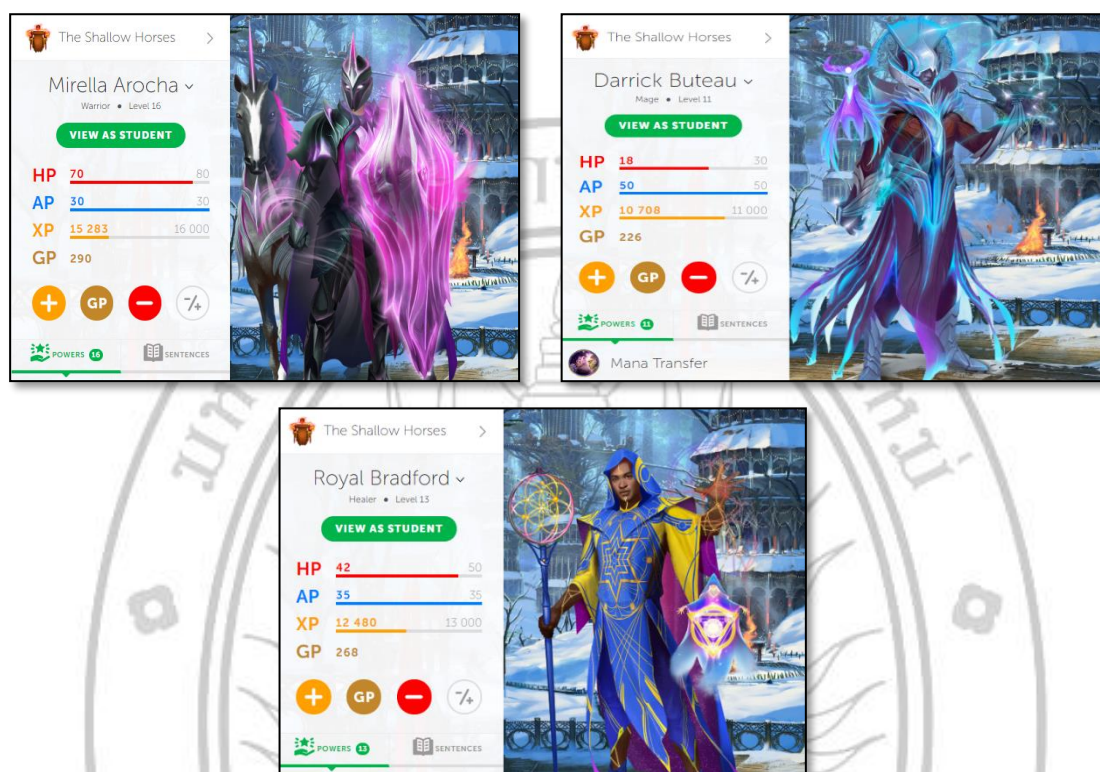 The Shallow Horses
Mirella Arocha
Warrior • Level 16
VIEW AS STUDENT
HP 70 80
AP 30 30
XP 15 283 16 000
GP 290
GP
-/+
POWERS 16 SENTENCES
The Shallow Horses
Darrick Buteau
Mage • Level 11
VIEW AS STUDENT
HP 18 30
AP 50 50
XP 10 708 11 000
GP 226
GP
-/+
POWERS 11 SENTENCES
Mana Transfer
The Shallow Horses
Royal Bradford
Healer • Level 13
VIEW AS STUDENT
HP 42 50
AP 35 35
XP 12 480 13 000
GP 268
GP
-/+
POWERS 13 SENTENCES